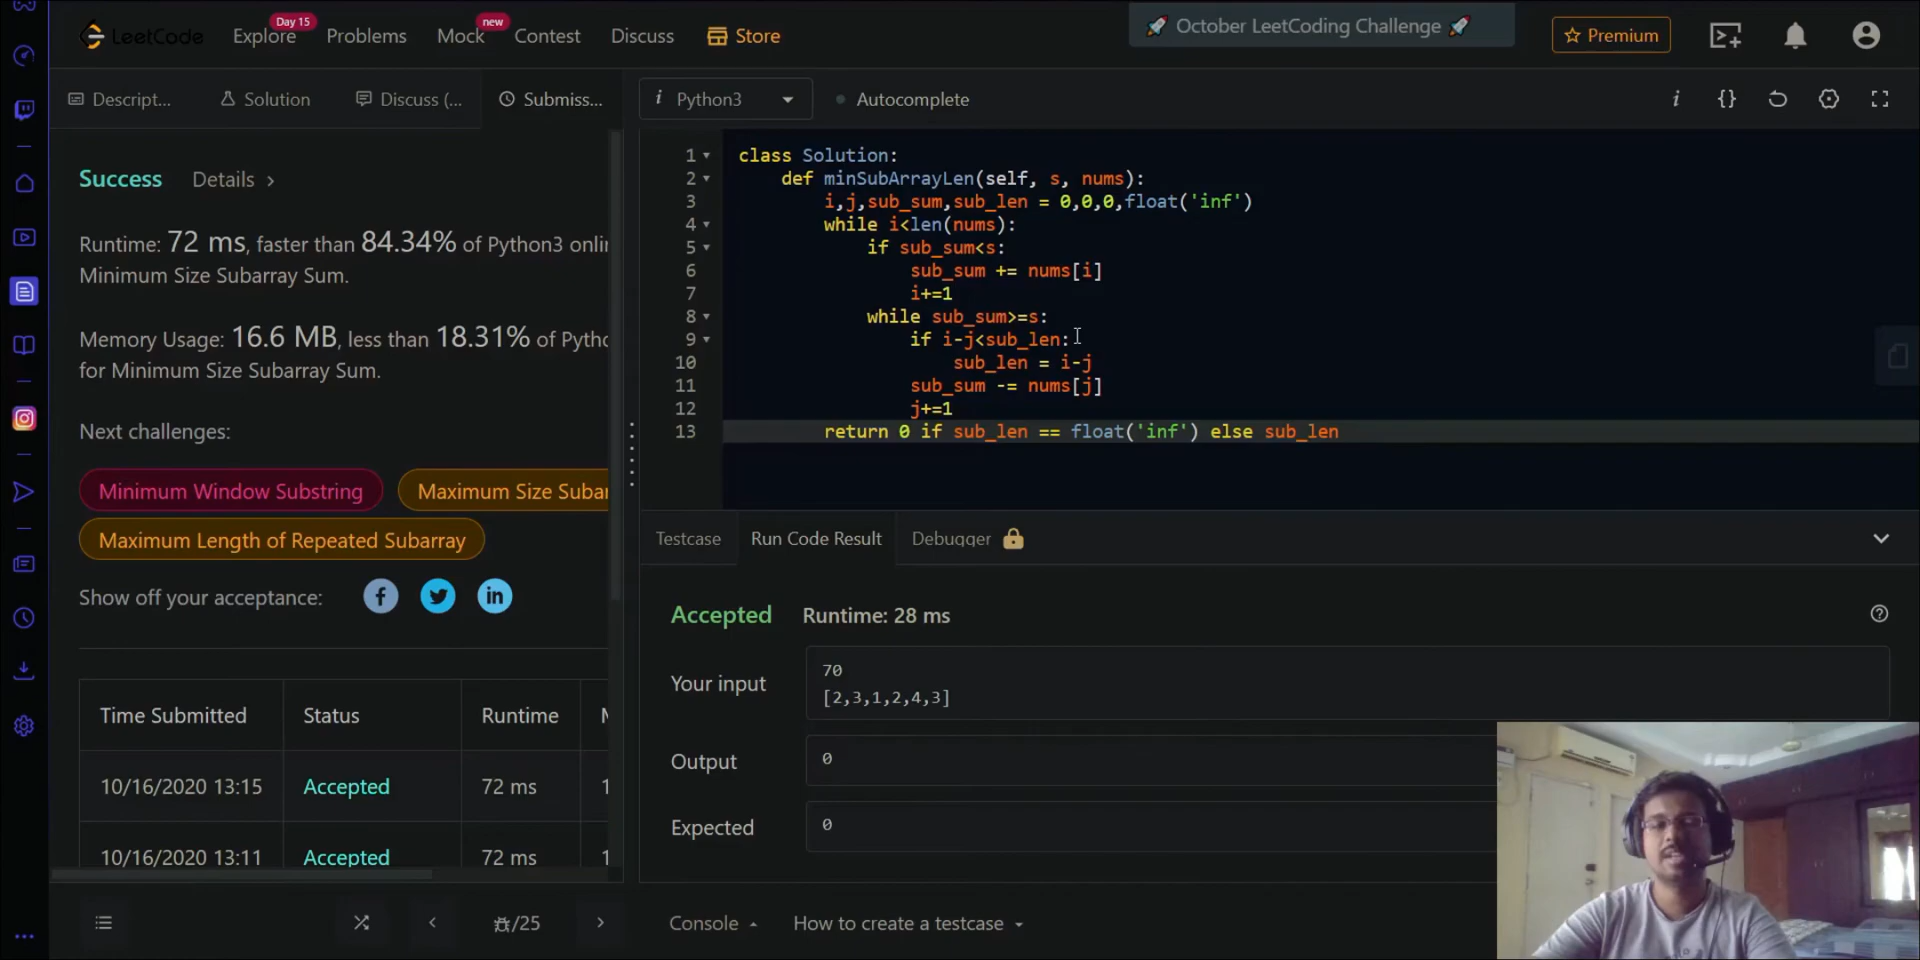 LeetCode
Explore
Day 15
Problems
Mock
new
Contest
Discuss
Store
🚀 October LeetCoding Challenge 🚀
Premium
Descript...
Solution
Discuss (...
Submiss...
i Python3
Autocomplete
i {}
Success Details >
Runtime: 72 ms, faster than 84.34% of Python3 onlin
Minimum Size Subarray Sum.
Memory Usage: 16.6 MB, less than 18.31% of Pytho
for Minimum Size Subarray Sum.
Next challenges:
Minimum Window Substring
Maximum Size Subar
Maximum Length of Repeated Subarray
Show off your acceptance:
Time Submitted Status Runtime
10/16/2020 13:15 Accepted 72 ms 1
10/16/2020 13:11 Accepted 72 ms 1
/25
1 class Solution:
2 def minSubArrayLen(self, s, nums):
3 i,j,sub_sum,sub_len = 0,0,0,float('inf')
4 while i<len(nums):
5 if sub_sum<s:
6 sub_sum += nums[i]
7 i+=1
8 while sub_sum>=s:
9 if i-j<sub_len:
10 sub_len = i-j
11 sub_sum -= nums[j]
12 j+=1
13 return 0 if sub_len == float('inf') else sub_len
Testcase Run Code Result Debugger
Accepted Runtime: 28 ms
Your input
70
[2,3,1,2,4,3]
Output 0
Expected 0
Console How to create a testcase